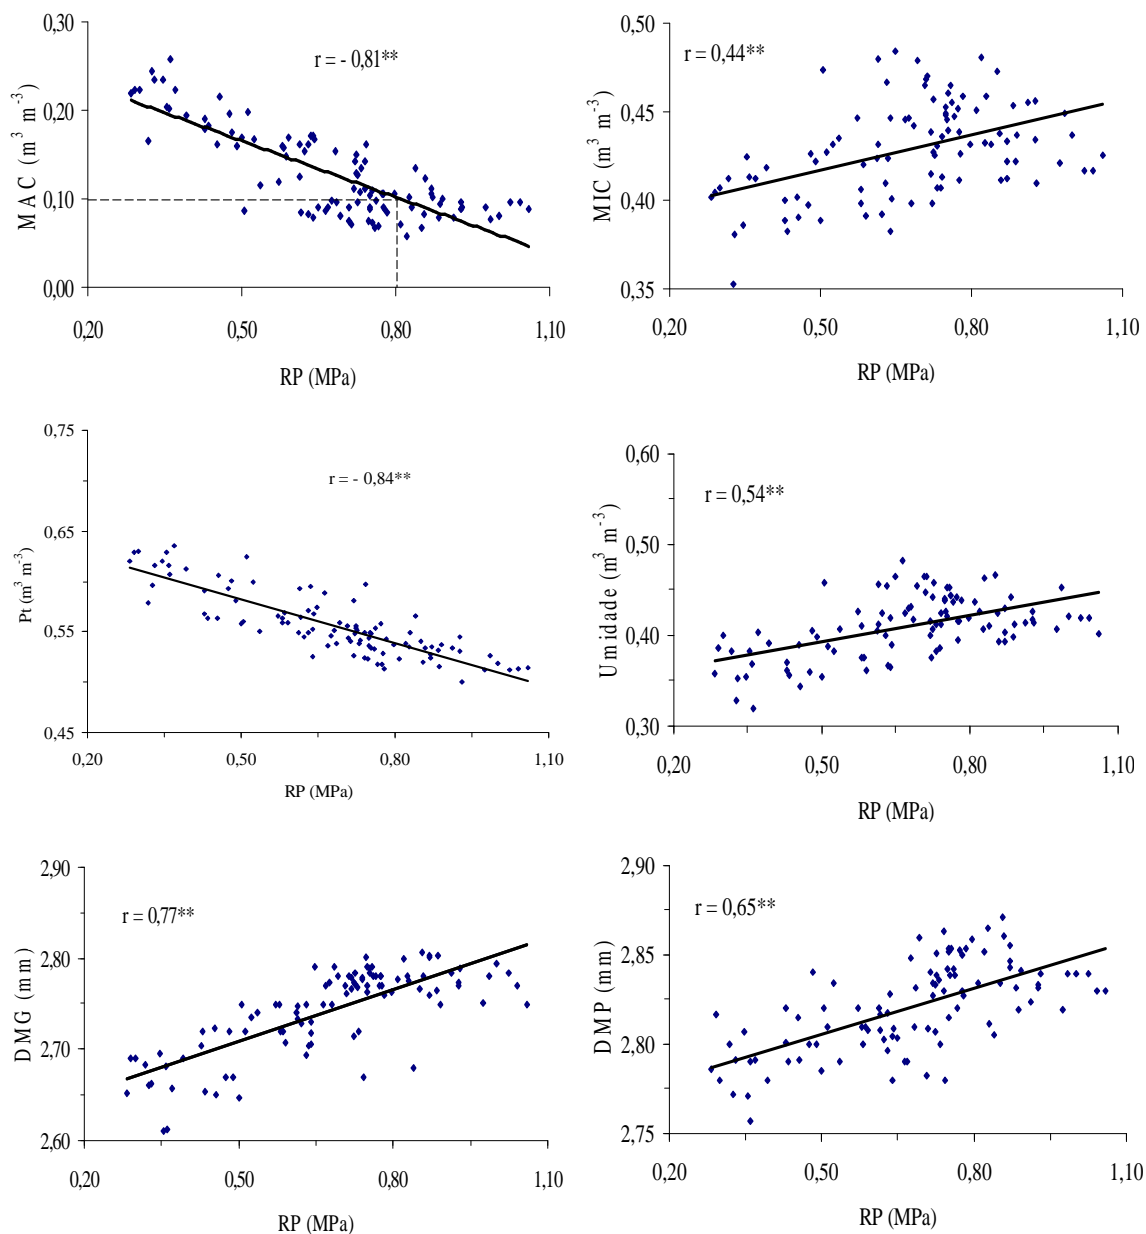 0,30
r = - 0,81**
0,20
0,10
0,00
MAC (m³ m⁻³)
0,20 0,50 0,80 1,10
RP (MPa)
0,50
r = 0,44**
0,45
0,40
0,35
MIC (m³ m⁻³)
0,20 0,50 0,80 1,10
RP (MPa)
0,75
r = - 0,84**
0,65
0,55
0,45
Pt (m³ m⁻³)
0,20 0,50 0,80 1,10
RP (MPa)
0,60
r = 0,54**
0,50
0,40
0,30
Umidade (m³ m⁻³)
0,20 0,50 0,80 1,10
RP (MPa)
2,90
r = 0,77**
2,80
2,70
2,60
DMG (mm)
0,20 0,50 0,80 1,10
RP (MPa)
2,90
r = 0,65**
2,85
2,80
2,75
DMP (mm)
0,20 0,50 0,80 1,10
RP (MPa)